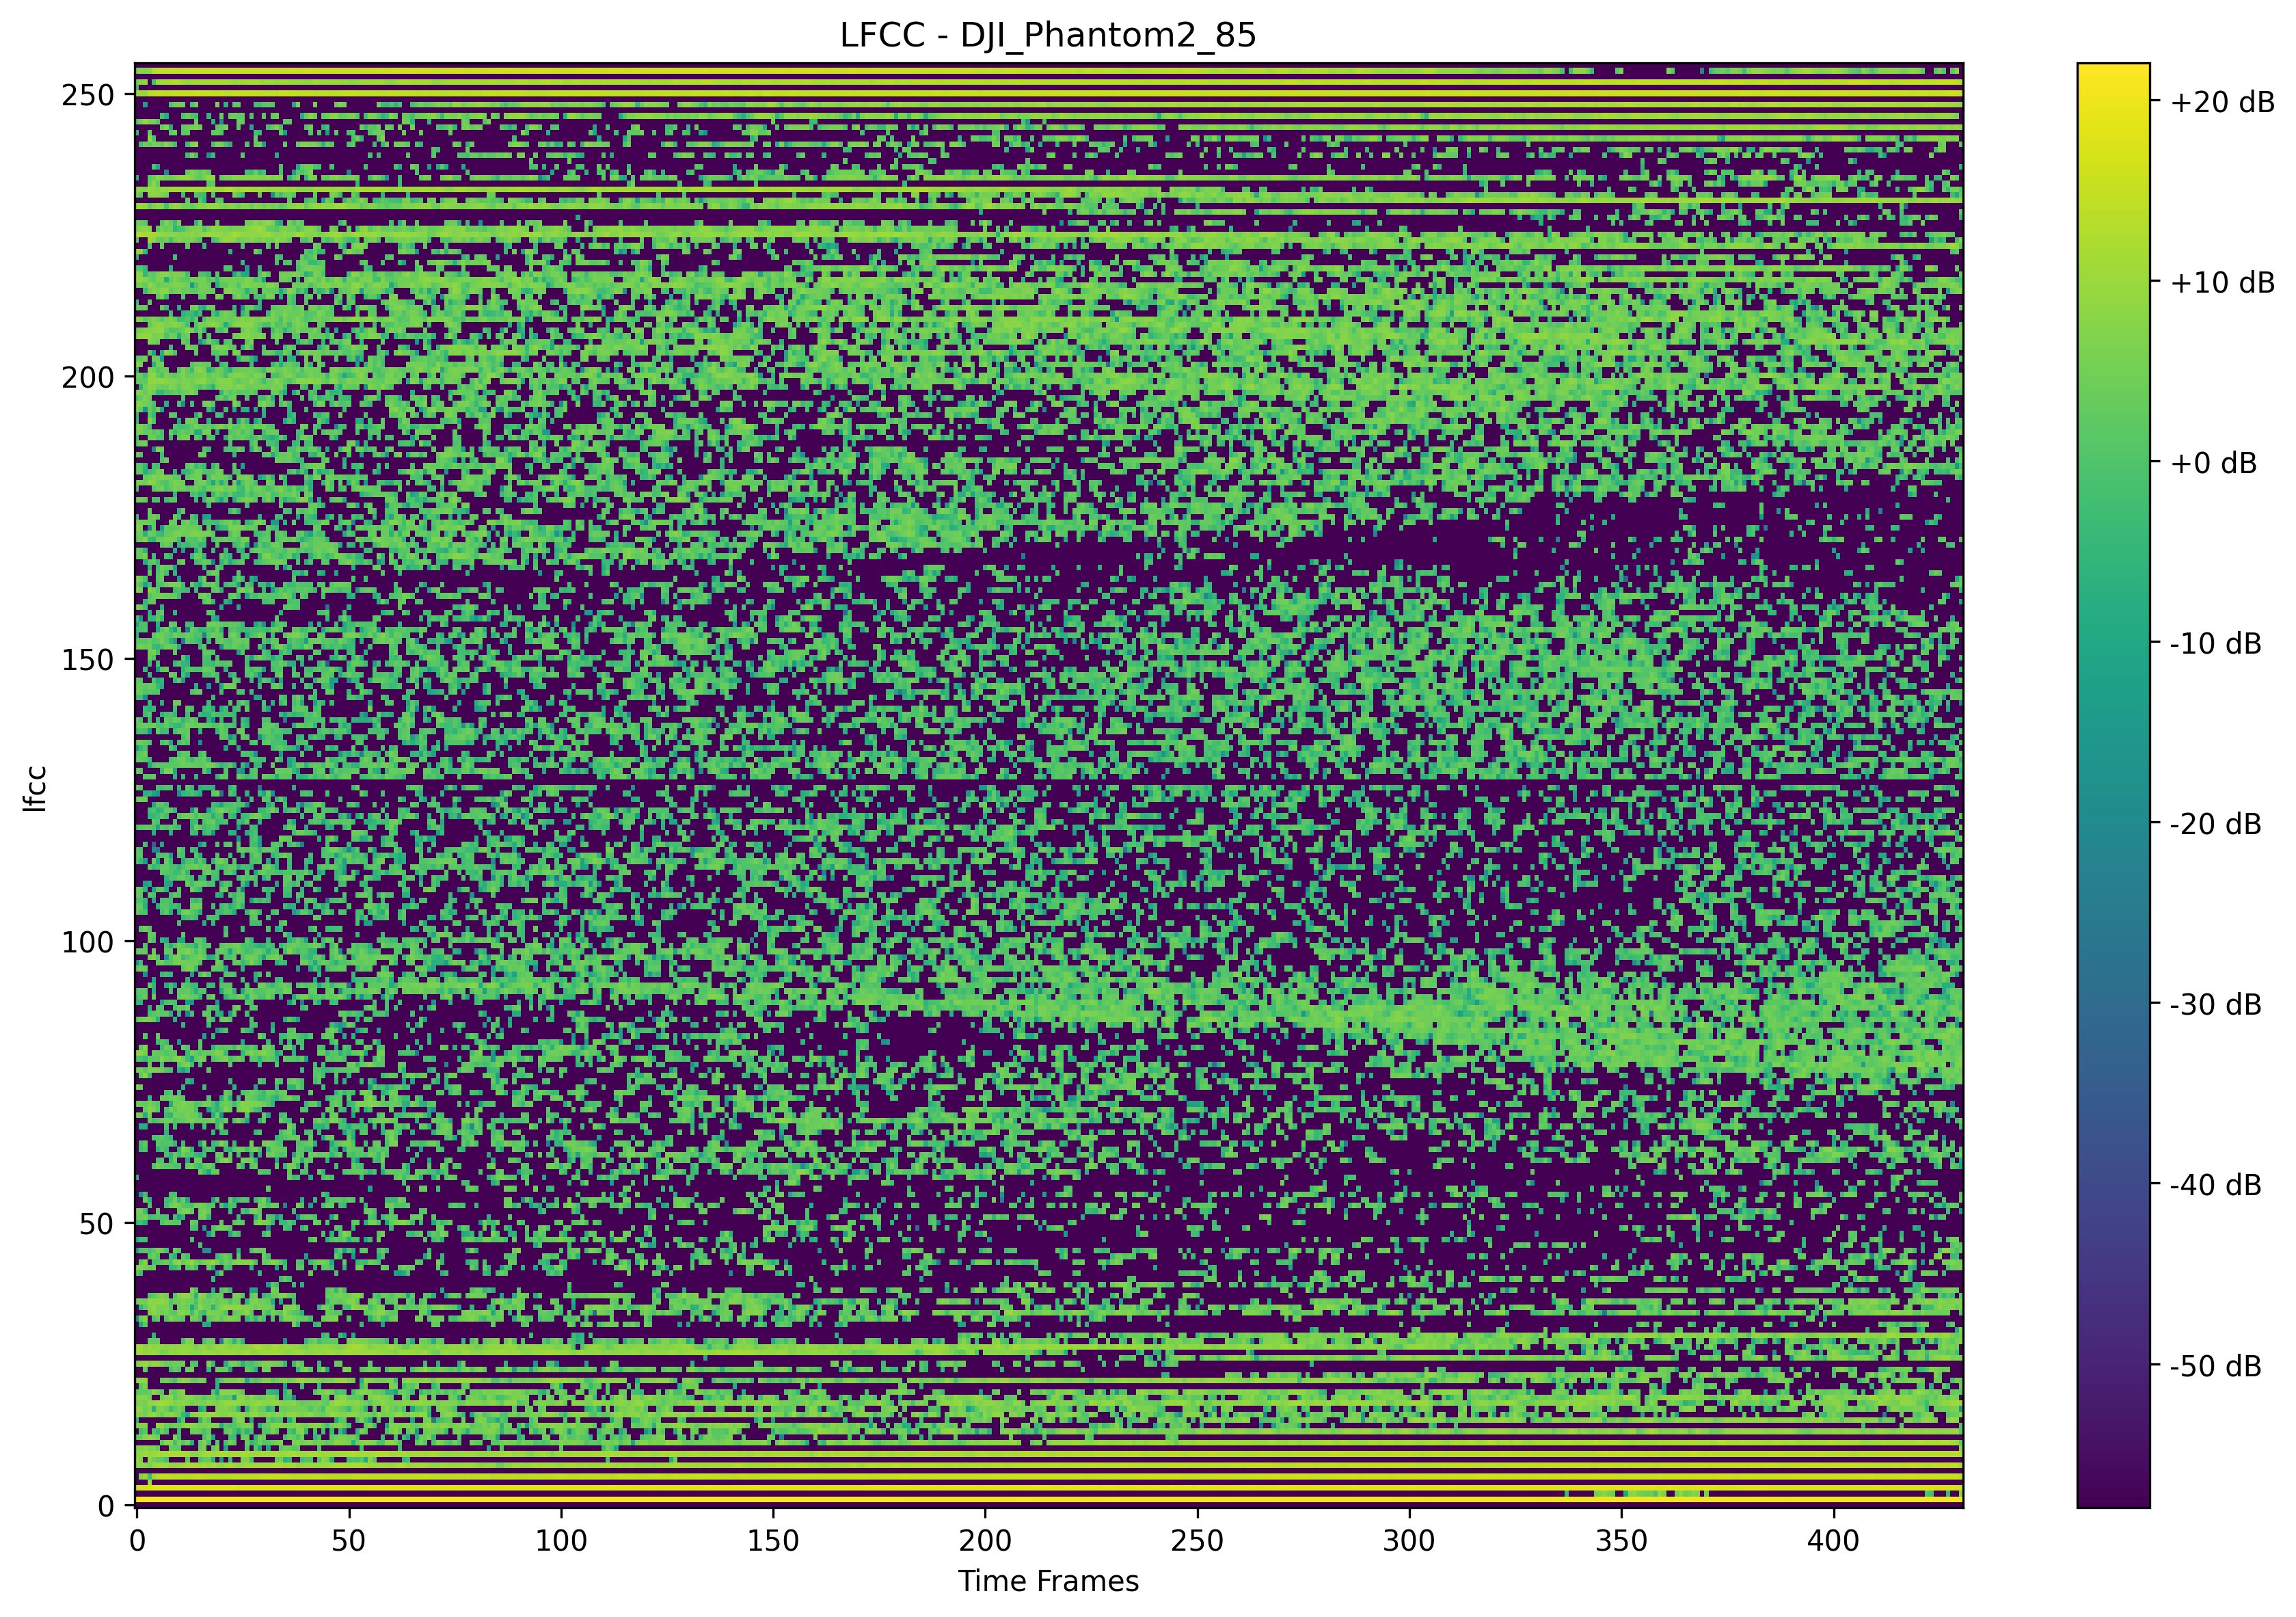 LFCC - DJI_Phantom2_85
250
200
150
100
50
0
lfcc
0 50 100 150 200 250 300 350 400
Time Frames
+20 dB
+10 dB
+0 dB
-10 dB
-20 dB
-30 dB
-40 dB
-50 dB